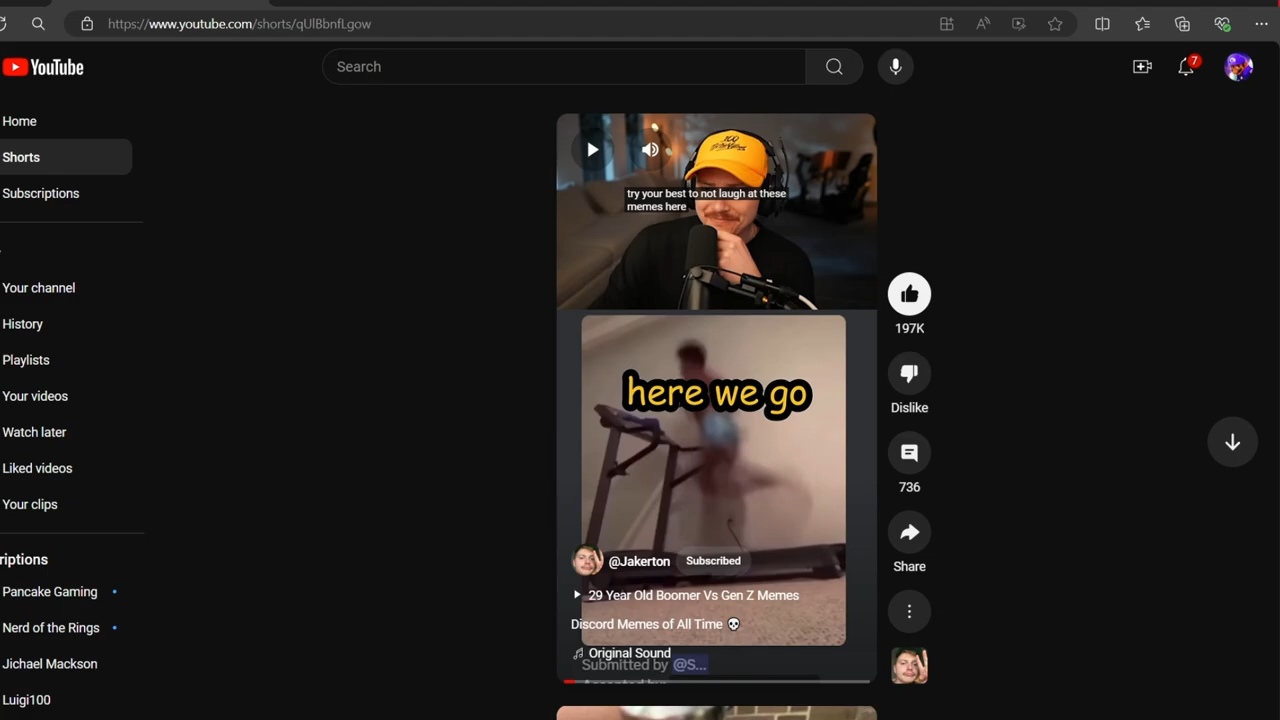 https://www.youtube.com/shorts/qUlBbnfLgow
YouTube
Search
7
Home
Shorts
Subscriptions
Your channel
History
Playlists
Your videos
Watch later
Liked videos
Your clips
riptions
Pancake Gaming
Nerd of the Rings
Jichael Mackson
Luigi100
try your best to not laugh at these
memes here
here we go
@Jakerton
Subscribed
29 Year Old Boomer Vs Gen Z Memes
Discord Memes of All Time 💀
Original Sound
Submitted by @S...
197K
Dislike
736
Share